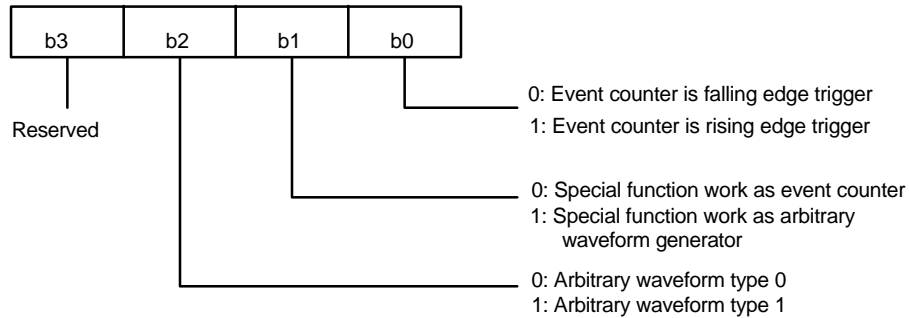 b3 b2 b1 b0
Reserved
0: Event counter is falling edge trigger
1: Event counter is rising edge trigger
0: Special function work as event counter
1: Special function work as arbitrary
waveform generator
0: Arbitrary waveform type 0
1: Arbitrary waveform type 1